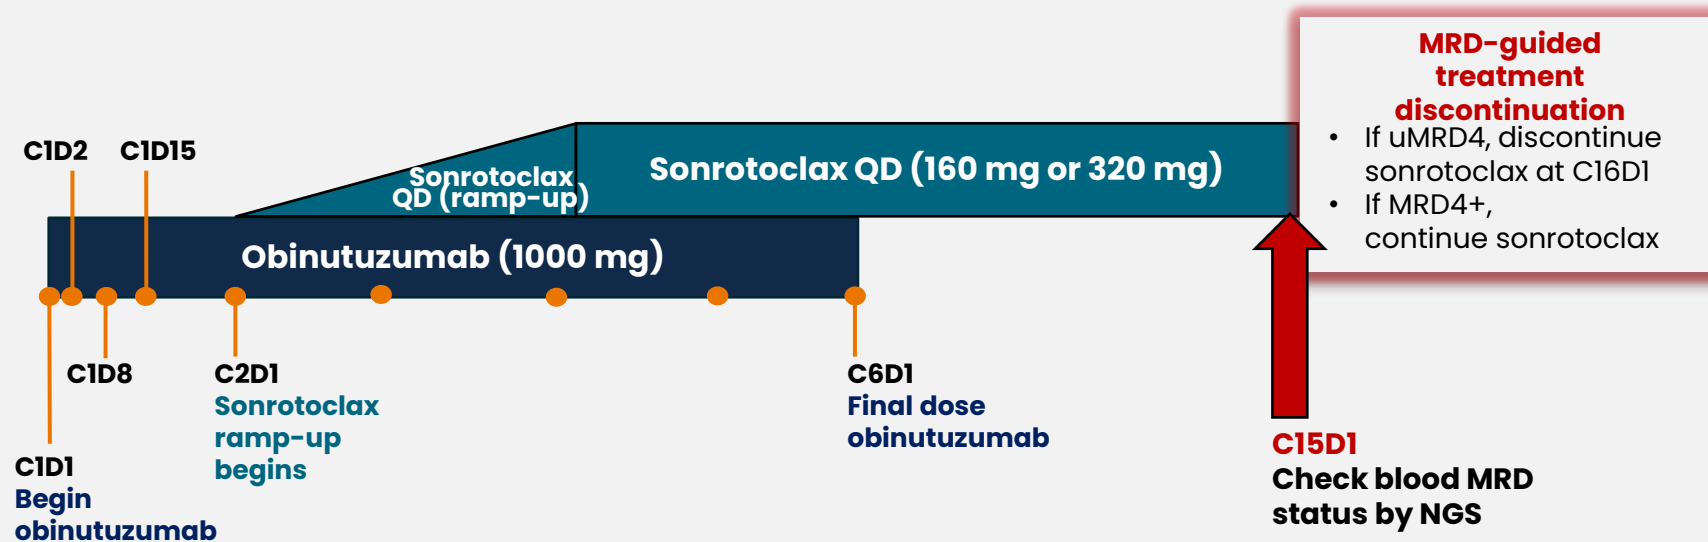 MRD-guided
treatment
discontinuation
• If uMRD4, discontinue
sonrotoclax at C16D1
• If MRD4+,
continue sonrotoclax
C1D2
C1D15
Sonrotoclax
QD (ramp-up)
Sonrotoclax QD (160 mg or 320 mg)
Obinutuzumab (1000 mg)
C1D8
C1D1
Begin
obinutuzumab
C2D1
Sonrotoclax
ramp-up
begins
C6D1
Final dose
obinutuzumab
C15D1
Check blood MRD
status by NGS